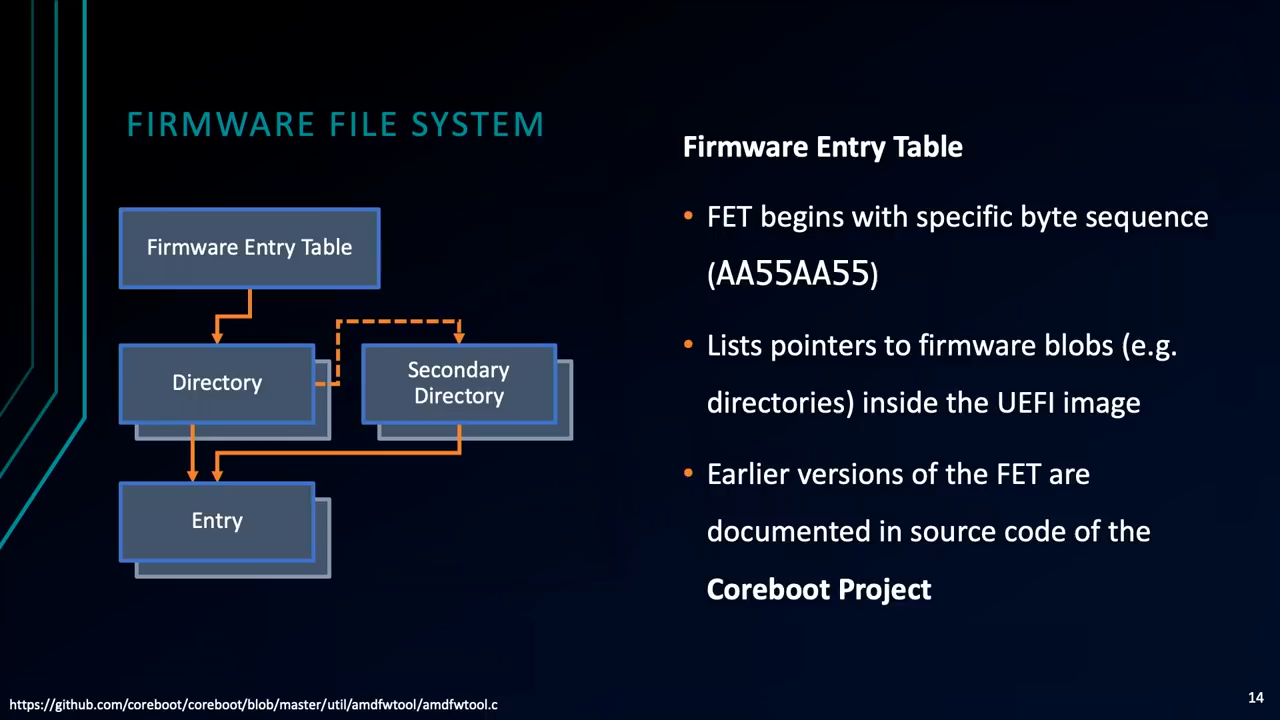 FIRMWARE FILE SYSTEM
Firmware Entry Table
Directory
Secondary
Directory
Entry
Firmware Entry Table
• FET begins with specific byte sequence
(AA55AA55)
• Lists pointers to firmware blobs (e.g.
directories) inside the UEFI image
• Earlier versions of the FET are
documented in source code of the
Coreboot Project
https://github.com/coreboot/coreboot/blob/master/util/amdfwtool/amdfwtool.c
14